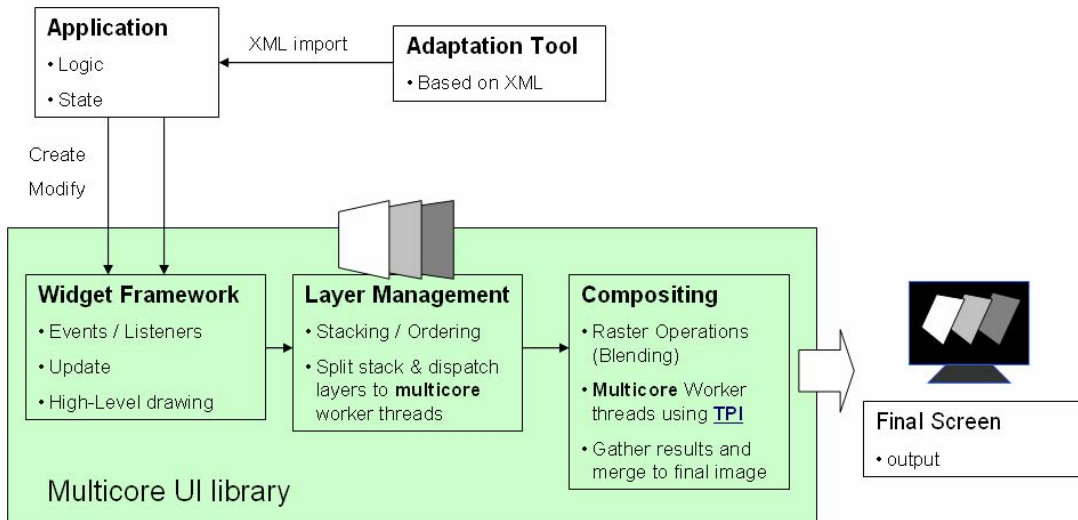 Application
• Logic
• State
XML import
Adaptation Tool
• Based on XML
Create
Modify
Widget Framework
• Events / Listeners
• Update
• High-Level drawing
Layer Management
• Stacking / Ordering
• Split stack & dispatch
layers to multicore
worker threads
Compositing
• Raster Operations
(Blending)
• Multicore Worker
threads using TPI
• Gather results and
merge to final image
Multicore UI library
Final Screen
• output